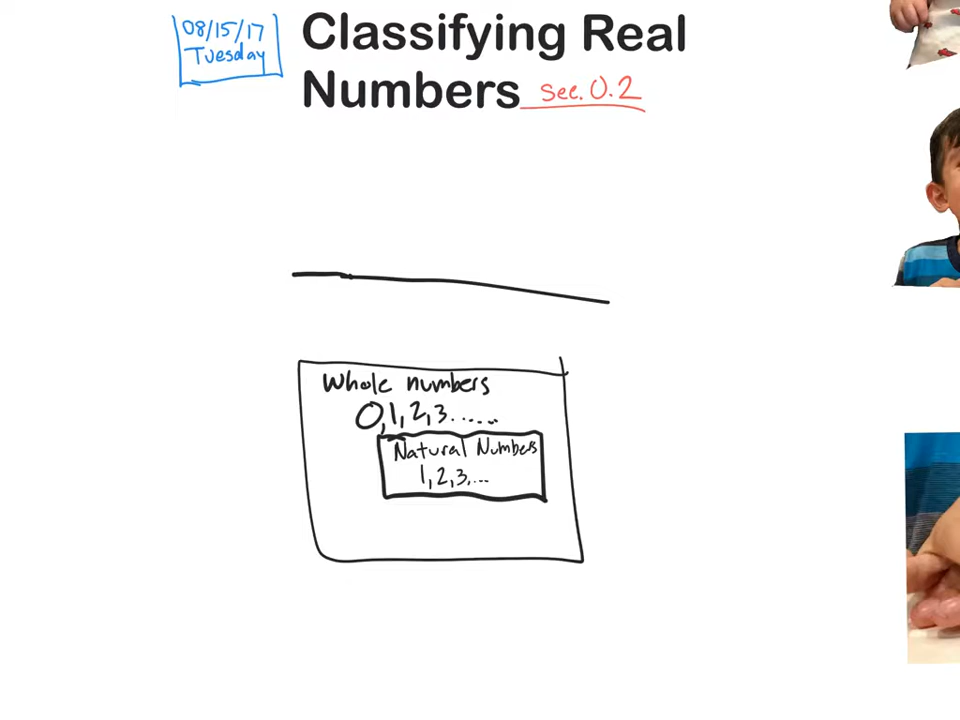 08/15/17
Tuesday
Classifying Real
Numbers sec. 0.2
Whole numbers
0,1,2,3......
Natural Numbers
1,2,3,...